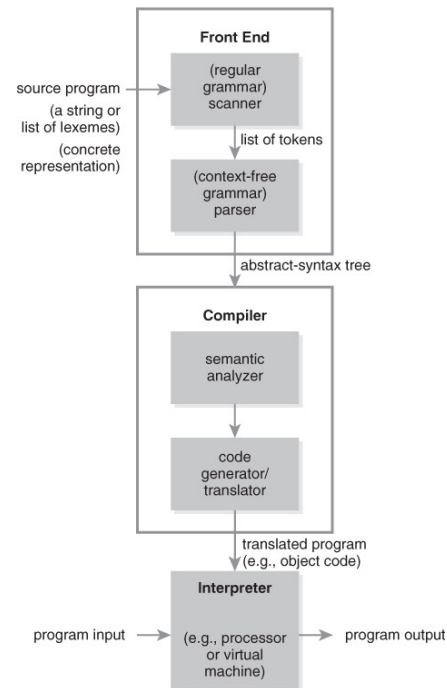 Front End
source program
(a string or
list of lexemes)
(concrete
representation)
(regular
grammar)
scanner
list of tokens
(context-free
grammar)
parser
abstract-syntax tree
Compiler
semantic
analyzer
code
generator/
translator
translated program
(e.g., object code)
Interpreter
program input
(e.g., processor
or virtual
machine)
program output